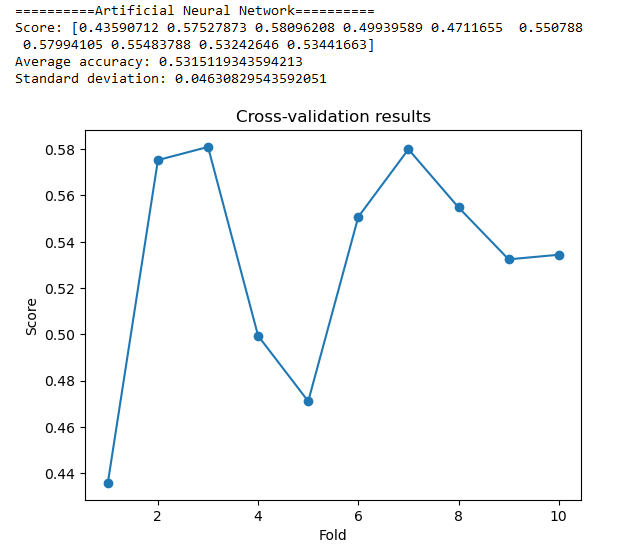 ==========Artificial Neural Network==========
Score: [0.43590712 0.57527873 0.58096208 0.49939589 0.4711655  0.550788
 0.57994105 0.55483788 0.53242646 0.53441663]
Average accuracy: 0.5315119343594213
Standard deviation: 0.04630829543592051
Cross-validation results
0.58
0.56
0.54
0.52
0.50
0.48
0.46
0.44
Score
2 4 6 8 10
Fold